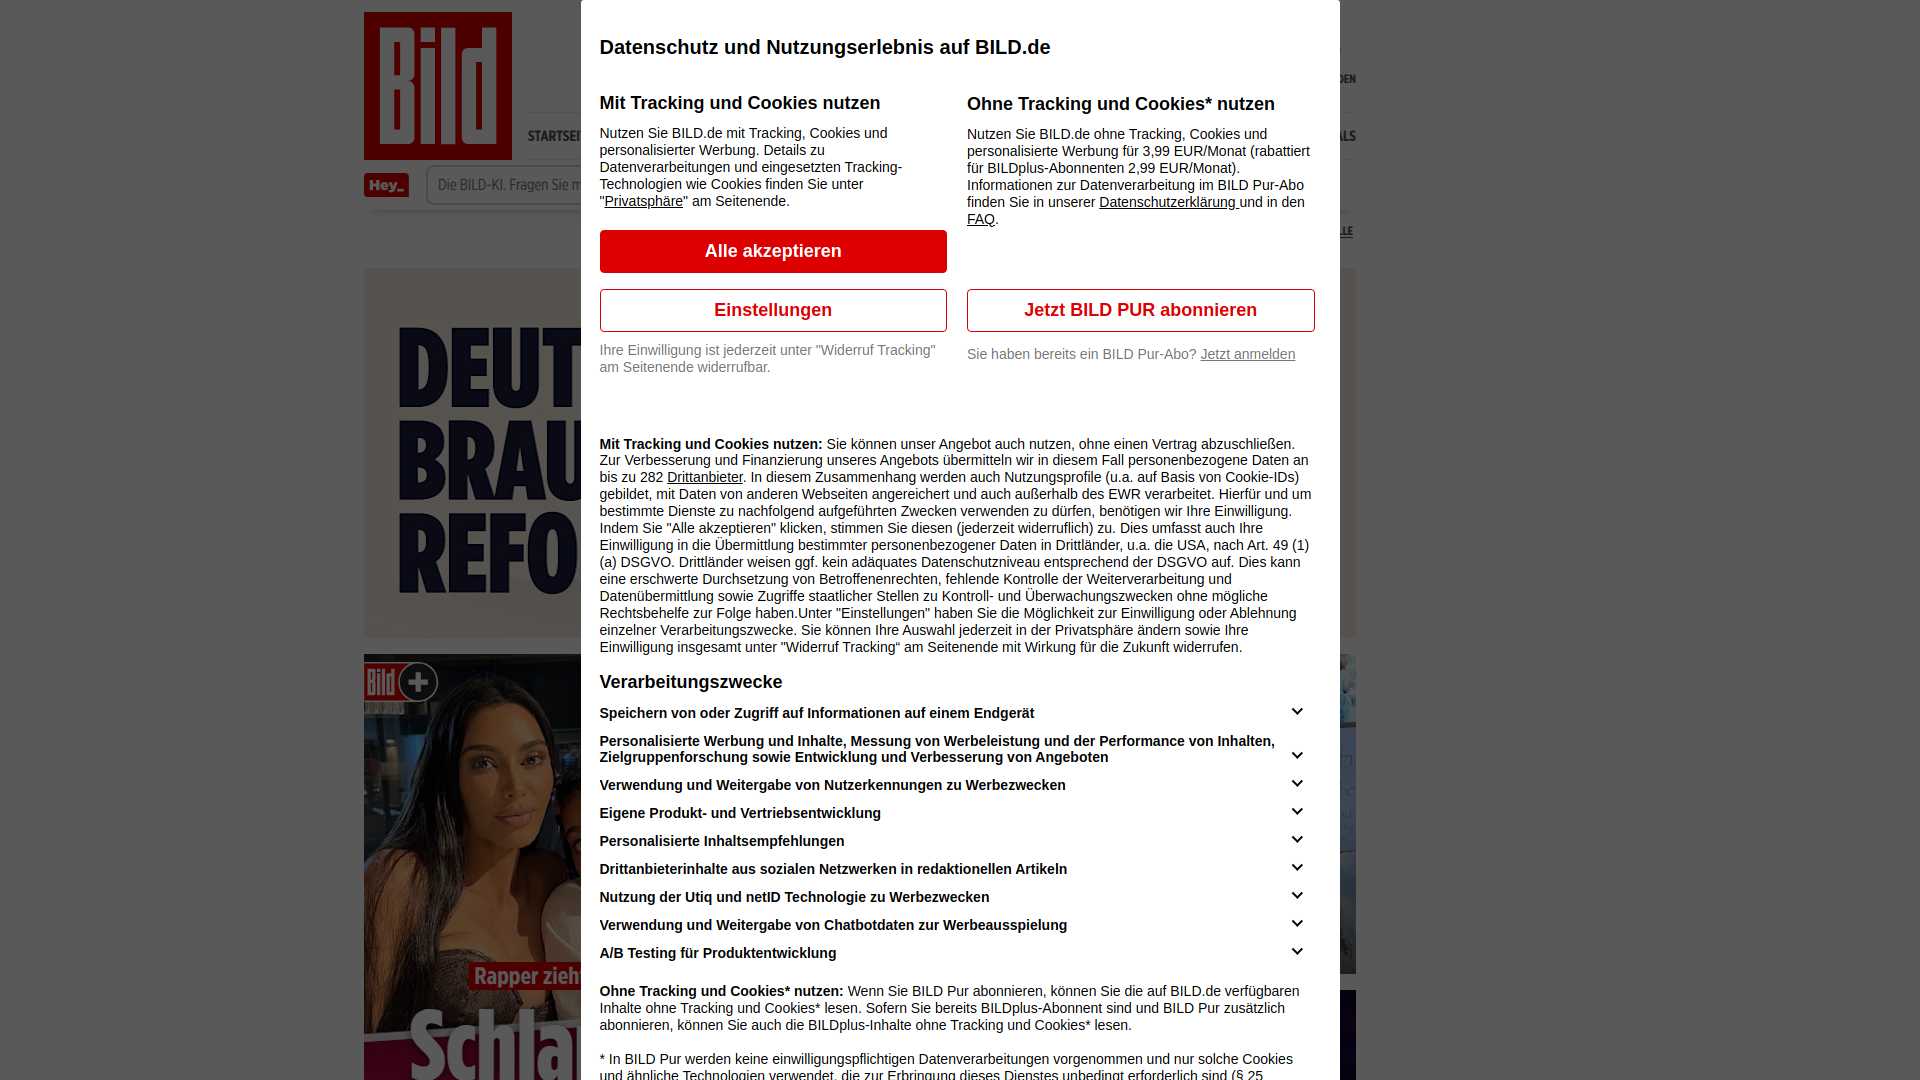 Bild
STARTSEI
Hey_
Die BILD-KI. Fragen Sie m
DEUT
BRAU
REFO
Bild
Rapper zieh
Schla
Datenschutz und Nutzungserlebnis auf BILD.de
Mit Tracking und Cookies nutzen
Nutzen Sie BILD.de mit Tracking, Cookies und
personalisierter Werbung. Details zu
Datenverarbeitungen und eingesetzten Tracking-
Technologien wie Cookies finden Sie unter
"Privatsphäre" am Seitenende.
Alle akzeptieren
Einstellungen
Ihre Einwilligung ist jederzeit unter "Widerruf Tracking"
am Seitenende widerrufbar.
Ohne Tracking und Cookies* nutzen
Nutzen Sie BILD.de ohne Tracking, Cookies und
personalisierte Werbung für 3,99 EUR/Monat (rabattiert
für BILDplus-Abonnenten 2,99 EUR/Monat).
Informationen zur Datenverarbeitung im BILD Pur-Abo
finden Sie in unserer Datenschutzerklärung und in den
FAQ.
Jetzt BILD PUR abonnieren
Sie haben bereits ein BILD Pur-Abo? Jetzt anmelden
Mit Tracking und Cookies nutzen: Sie können unser Angebot auch nutzen, ohne einen Vertrag abzuschließen.
Zur Verbesserung und Finanzierung unseres Angebots übermitteln wir in diesem Fall personenbezogene Daten an
bis zu 282 Drittanbieter. In diesem Zusammenhang werden auch Nutzungsprofile (u.a. auf Basis von Cookie-IDs)
gebildet, mit Daten von anderen Webseiten angereichert und auch außerhalb des EWR verarbeitet. Hierfür und um
bestimmte Dienste zu nachfolgend aufgeführten Zwecken verwenden zu dürfen, benötigen wir Ihre Einwilligung.
Indem Sie "Alle akzeptieren" klicken, stimmen Sie diesen (jederzeit widerruflich) zu. Dies umfasst auch Ihre
Einwilligung in die Übermittlung bestimmter personenbezogener Daten in Drittländer, u.a. die USA, nach Art. 49 (1)
(a) DSGVO. Drittländer weisen ggf. kein adäquates Datenschutzniveau entsprechend der DSGVO auf. Dies kann
eine erschwerte Durchsetzung von Betroffenenrechten, fehlende Kontrolle der Weiterverarbeitung und
Datenübermittlung sowie Zugriffe staatlicher Stellen zu Kontroll- und Überwachungszwecken ohne mögliche
Rechtsbehelfe zur Folge haben.Unter "Einstellungen" haben Sie die Möglichkeit zur Einwilligung oder Ablehnung
einzelner Verarbeitungszwecke. Sie können Ihre Auswahl jederzeit in der Privatsphäre ändern sowie Ihre
Einwilligung insgesamt unter "Widerruf Tracking“ am Seitenende mit Wirkung für die Zukunft widerrufen.
Verarbeitungszwecke
Speichern von oder Zugriff auf Informationen auf einem Endgerät
Personalisierte Werbung und Inhalte, Messung von Werbeleistung und der Performance von Inhalten,
Zielgruppenforschung sowie Entwicklung und Verbesserung von Angeboten
Verwendung und Weitergabe von Nutzerkennungen zu Werbezwecken
Eigene Produkt- und Vertriebsentwicklung
Personalisierte Inhaltsempfehlungen
Drittanbieterinhalte aus sozialen Netzwerken in redaktionellen Artikeln
Nutzung der Utiq und netID Technologie zu Werbezwecken
Verwendung und Weitergabe von Chatbotdaten zur Werbeausspielung
A/B Testing für Produktentwicklung
Ohne Tracking und Cookies* nutzen: Wenn Sie BILD Pur abonnieren, können Sie die auf BILD.de verfügbaren
Inhalte ohne Tracking und Cookies* lesen. Sofern Sie bereits BILDplus-Abonnent sind und BILD Pur zusätzlich
abonnieren, können Sie auch die BILDplus-Inhalte ohne Tracking und Cookies* lesen.
* In BILD Pur werden keine einwilligungspflichtigen Datenverarbeitungen vorgenommen und nur solche Cookies
und ähnliche Technologien verwendet, die zur Erbringung dieses Dienstes unbedingt erforderlich sind (§ 25